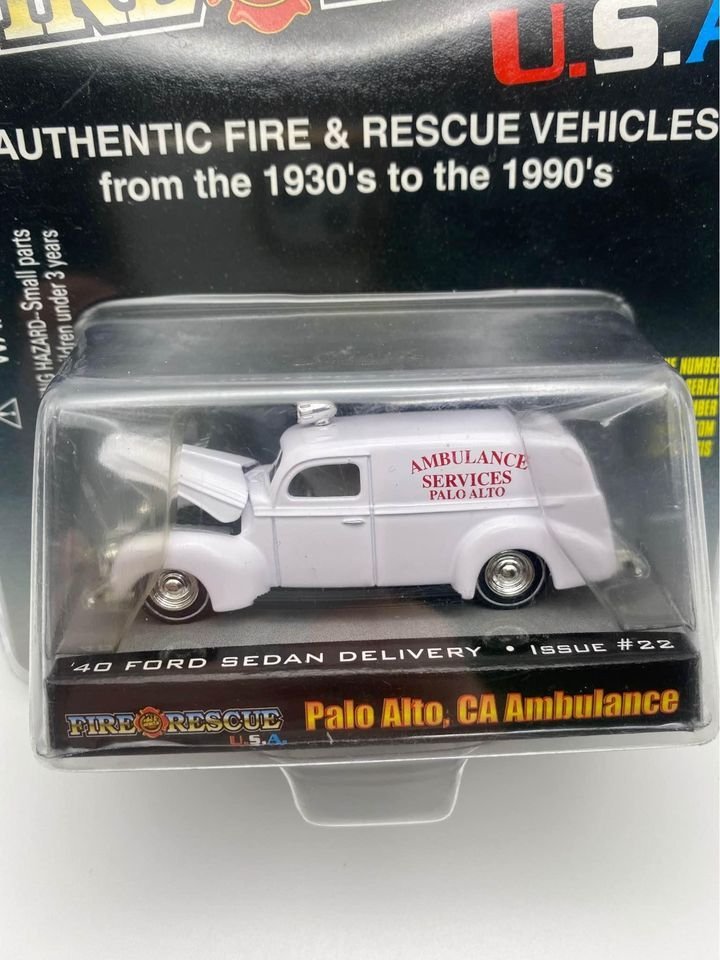 U.S.A
AUTHENTIC FIRE & RESCUE VEHICLES
from the 1930's to the 1990's
HAZARD-Small parts
under 3 years
NUMBER
AMBULANCE
SERVICES
PALO ALTO
'40 FORD SEDAN DELIVERY • ISSUE #22
FIRE RESCUE
U.S.A.
Palo Alto, CA Ambulance